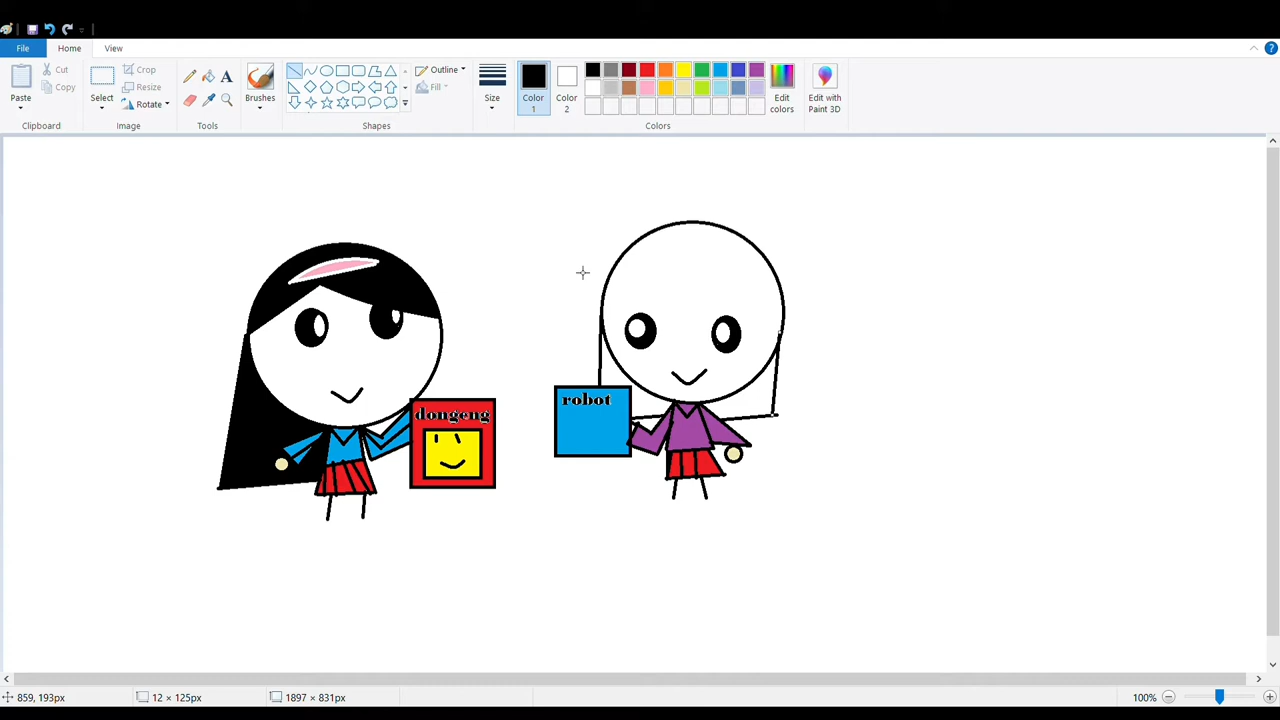 File
Home
View
Paste
Cut
Copy
Clipboard
Select
Crop
Resize
Rotate
Image
A
Tools
Brushes
Outline
Fill
Shapes
Size
Color
1
Color
2
Edit
colors
Colors
Edit with
Paint 3D
?
dongeng
robot
859, 193px
12 × 125px
1897 × 831px
100%